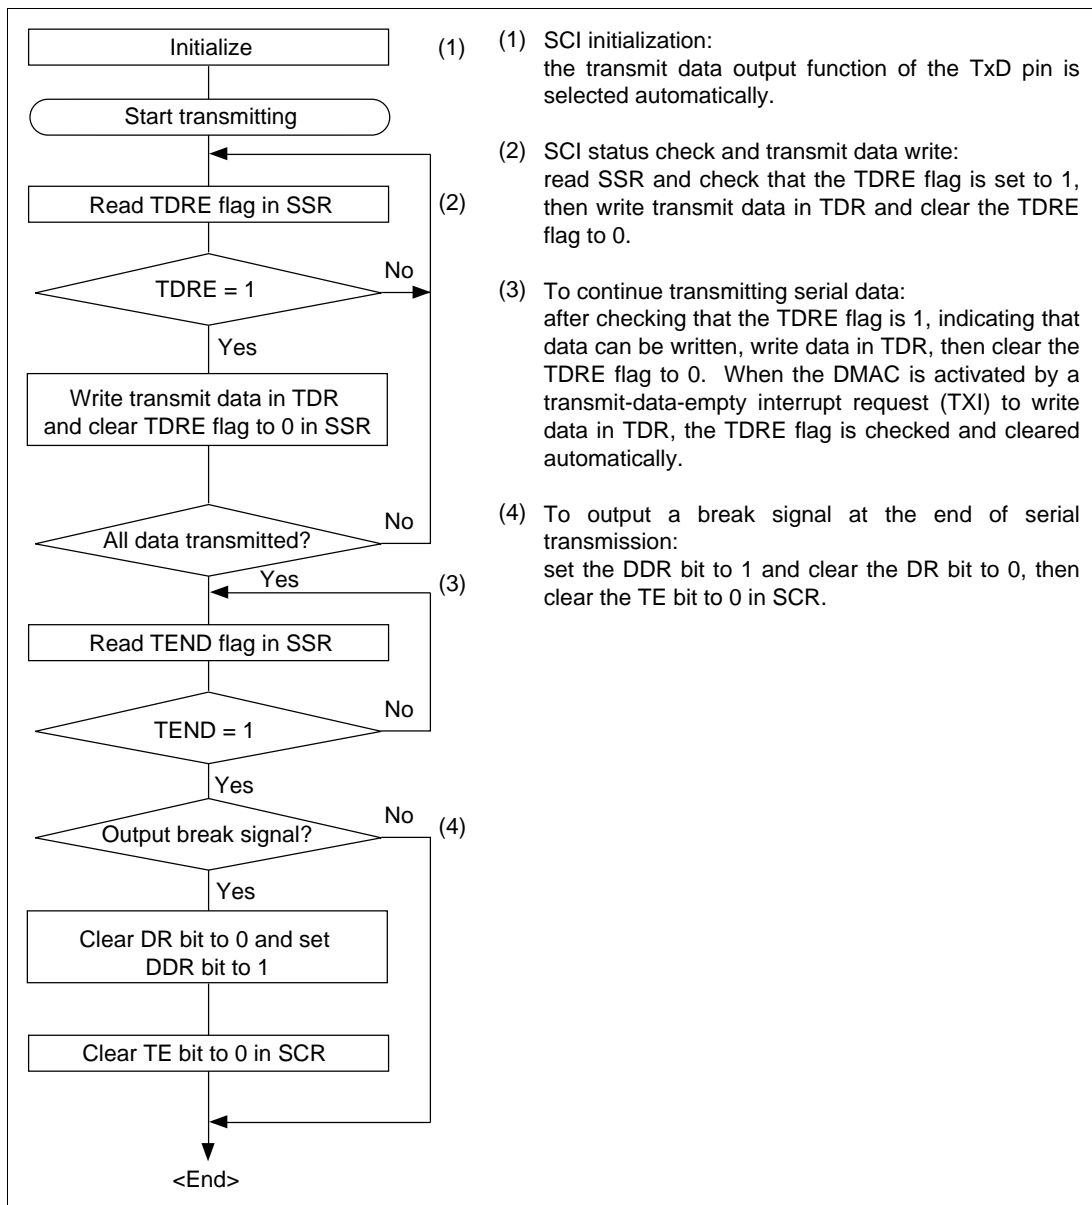 Initialize
(1)
Start transmitting
Read TDRE flag in SSR
(2)
TDRE = 1
No
Yes
Write transmit data in TDR
and clear TDRE flag to 0 in SSR
All data transmitted?
No
Yes
(3)
Read TEND flag in SSR
TEND = 1
No
Yes
Output break signal?
No
(4)
Yes
Clear DR bit to 0 and set
DDR bit to 1
Clear TE bit to 0 in SCR
<End>
(1) SCI initialization:
the transmit data output function of the TxD pin is
selected automatically.
(2) SCI status check and transmit data write:
read SSR and check that the TDRE flag is set to 1,
then write transmit data in TDR and clear the TDRE
flag to 0.
(3) To continue transmitting serial data:
after checking that the TDRE flag is 1, indicating that
data can be written, write data in TDR, then clear the
TDRE flag to 0. When the DMAC is activated by a
transmit-data-empty interrupt request (TXI) to write
data in TDR, the TDRE flag is checked and cleared
automatically.
(4) To output a break signal at the end of serial
transmission:
set the DDR bit to 1 and clear the DR bit to 0, then
clear the TE bit to 0 in SCR.